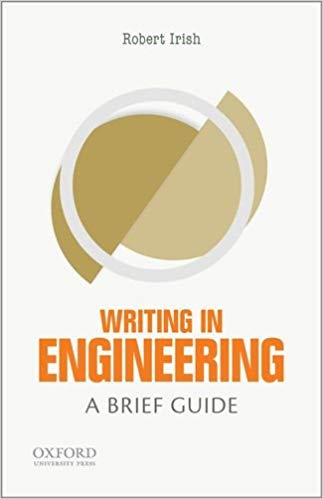 Robert Irish
WRITING IN
ENGINEERING
A BRIEF GUIDE
OXFORD
UNIVERSITY PRESS